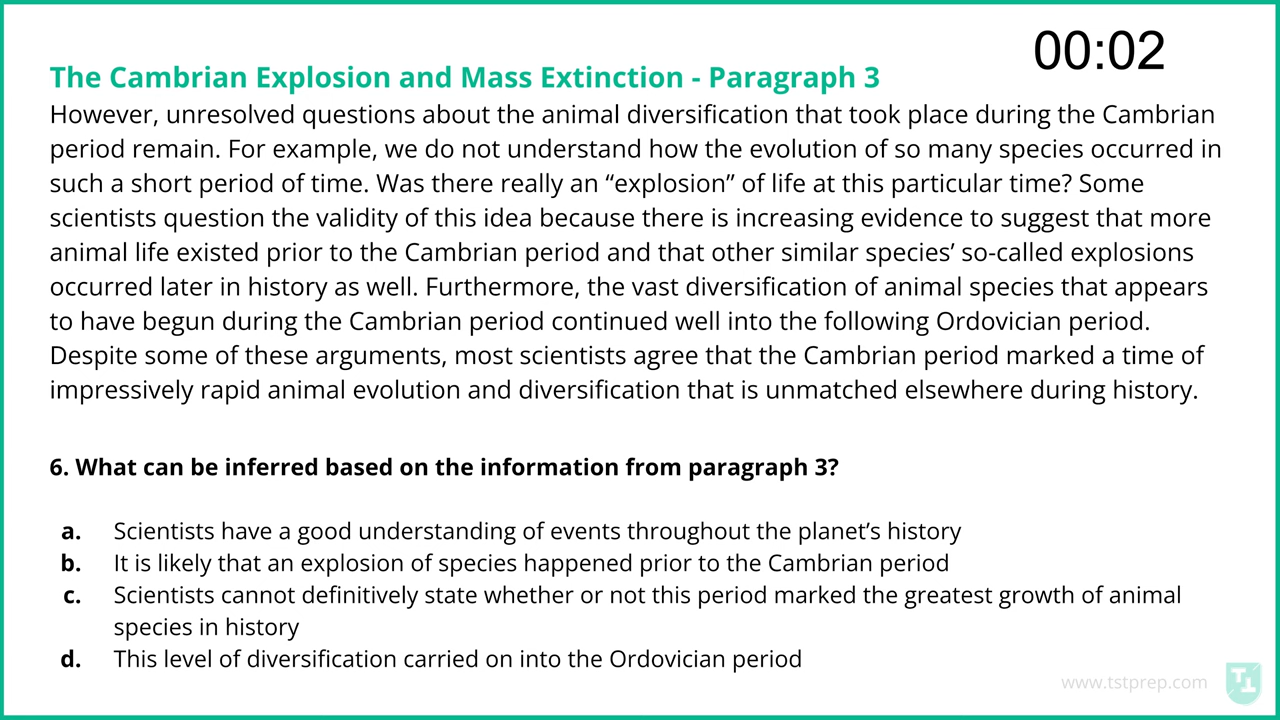 00:02
The Cambrian Explosion and Mass Extinction - Paragraph 3
However, unresolved questions about the animal diversification that took place during the Cambrian
period remain. For example, we do not understand how the evolution of so many species occurred in
such a short period of time. Was there really an “explosion” of life at this particular time? Some
scientists question the validity of this idea because there is increasing evidence to suggest that more
animal life existed prior to the Cambrian period and that other similar species’ so-called explosions
occurred later in history as well. Furthermore, the vast diversification of animal species that appears
to have begun during the Cambrian period continued well into the following Ordovician period.
Despite some of these arguments, most scientists agree that the Cambrian period marked a time of
impressively rapid animal evolution and diversification that is unmatched elsewhere during history.
6. What can be inferred based on the information from paragraph 3?
a. Scientists have a good understanding of events throughout the planet’s history
b. It is likely that an explosion of species happened prior to the Cambrian period
c. Scientists cannot definitively state whether or not this period marked the greatest growth of animal
species in history
d. This level of diversification carried on into the Ordovician period
www.tstprep.com